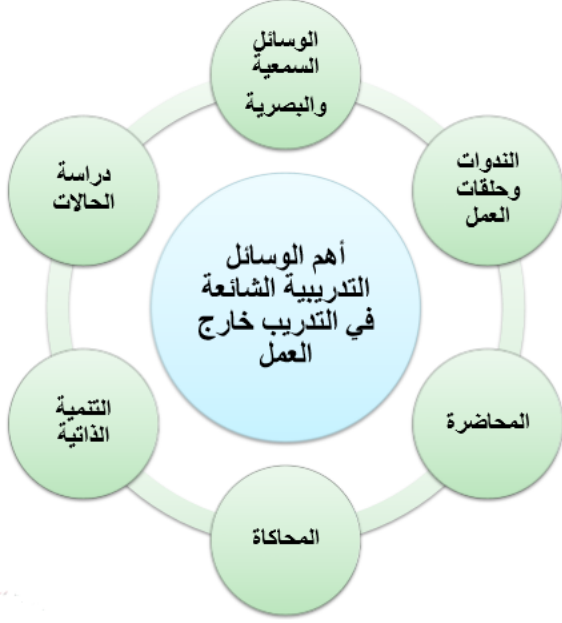 أهم الوسائل
التدريبية الشائعة
في التدريب خارج
العمل
الوسائل
السمعية
والبصرية
الندوات
وحلقات
العمل
المحاضرة
المحاكاة
التنمية
الذاتية
دراسة
الحالات